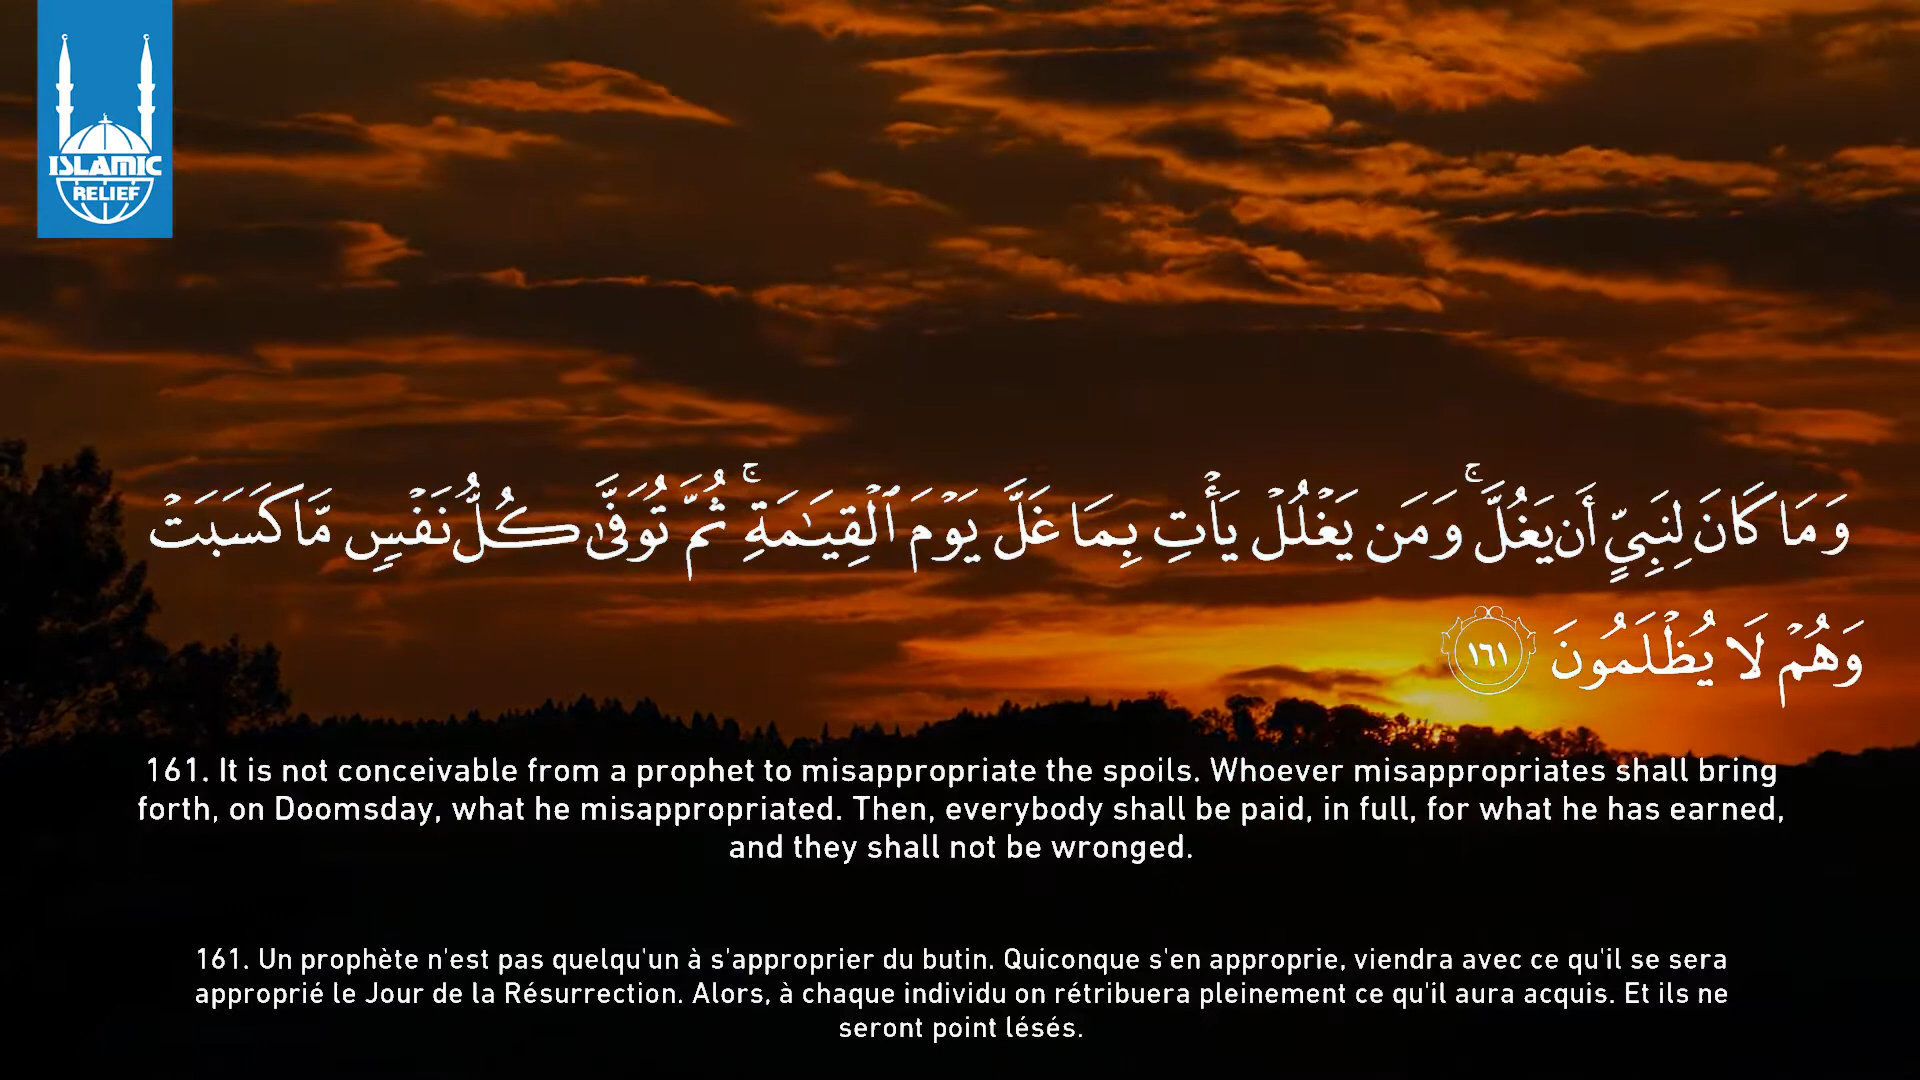 ISLAMIC
RELIEF
وَمَا كَانَ لِنَبِيٍّ أَن يَغُلَّ ۚ وَمَن يَغْلُلْ يَأْتِ بِمَا غَلَّ يَوْمَ ٱلْقِيَـٰمَةِ ۚ ثُمَّ تُوَفَّىٰ كُلُّ نَفْسٍ مَّا كَسَبَتْ
وَهُمْ لَا يُظْلَمُونَ ١٦١
161. It is not conceivable from a prophet to misappropriate the spoils. Whoever misappropriates shall bring
forth, on Doomsday, what he misappropriated. Then, everybody shall be paid, in full, for what he has earned,
and they shall not be wronged.
161. Un prophète n'est pas quelqu'un à s'approprier du butin. Quiconque s'en approprie, viendra avec ce qu'il se sera
approprié le Jour de la Résurrection. Alors, à chaque individu on rétribuera pleinement ce qu'il aura acquis. Et ils ne
seront point lésés.